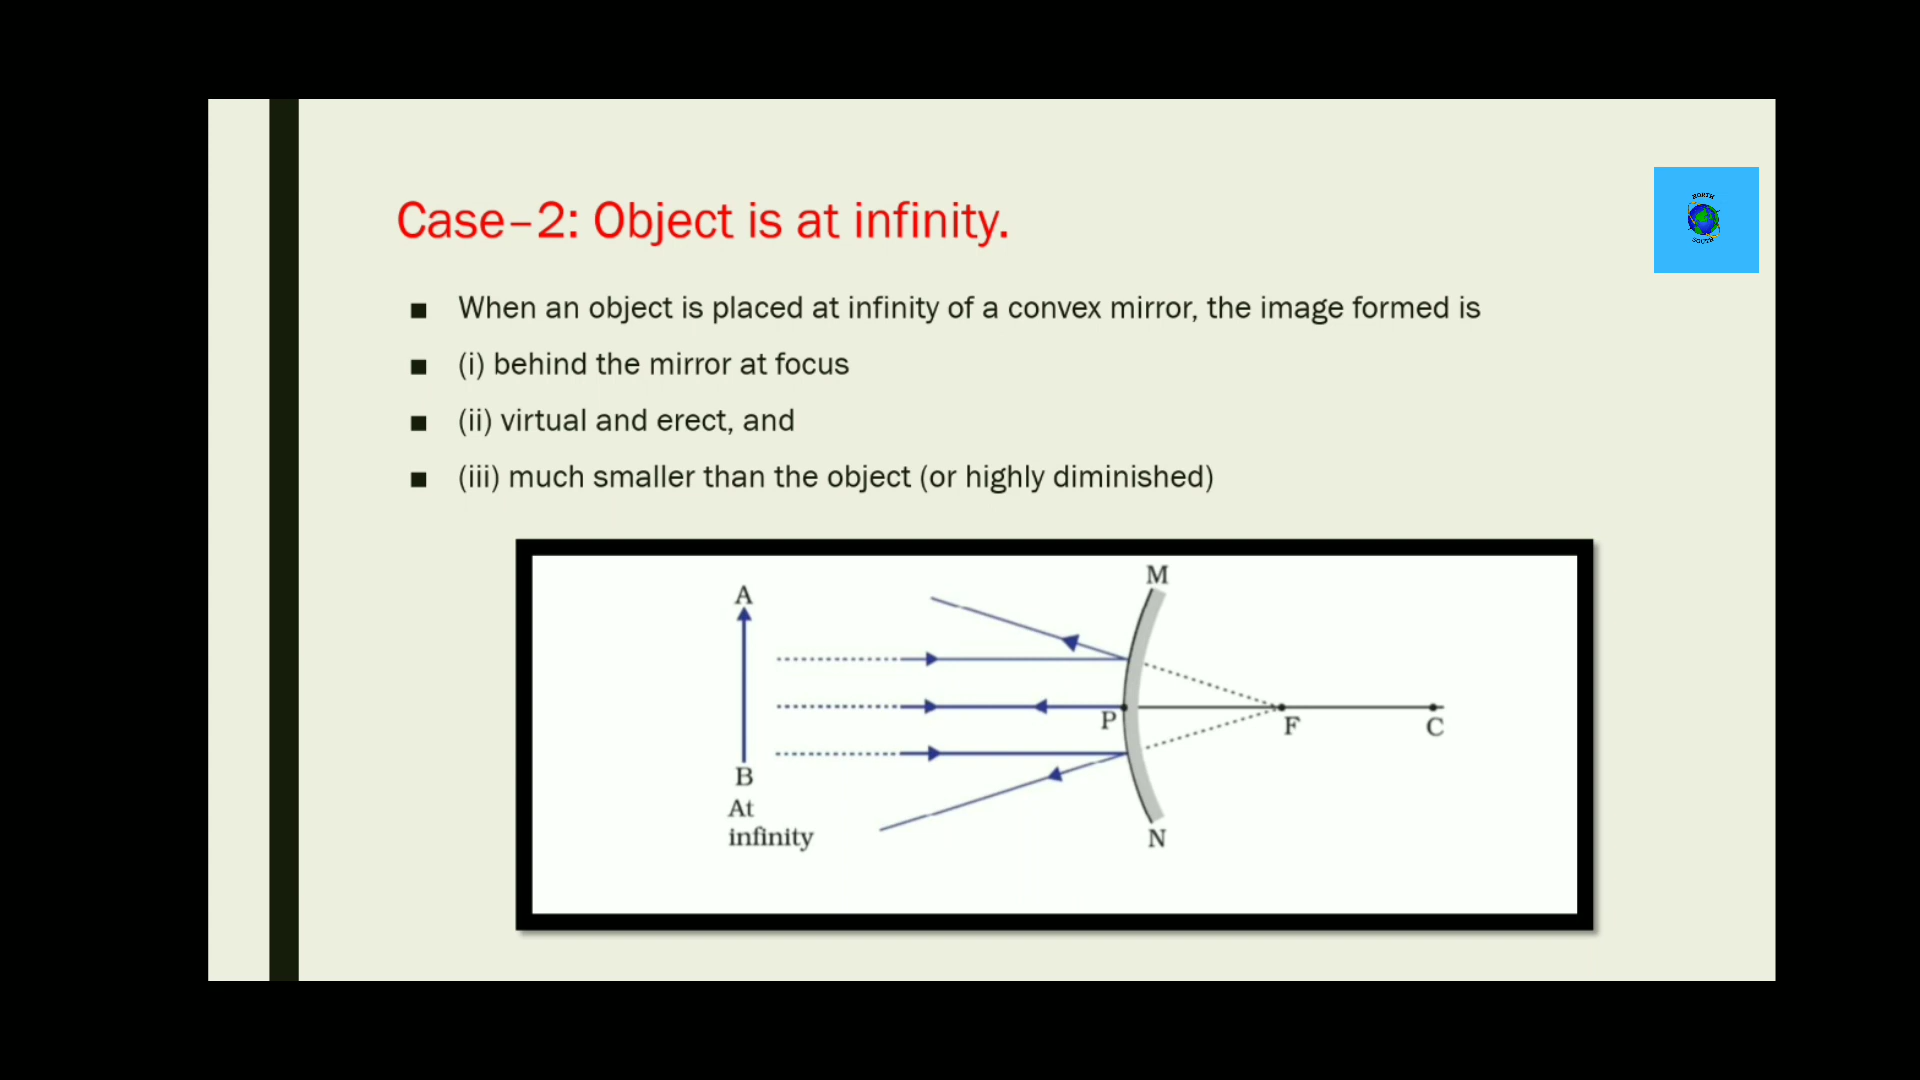 Case–2: Object is at infinity.
NORTH
SOUTH
■ When an object is placed at infinity of a convex mirror, the image formed is
■ (i) behind the mirror at focus
■ (ii) virtual and erect, and
■ (iii) much smaller than the object (or highly diminished)
M
A
P
F
C
B
At
infinity
N